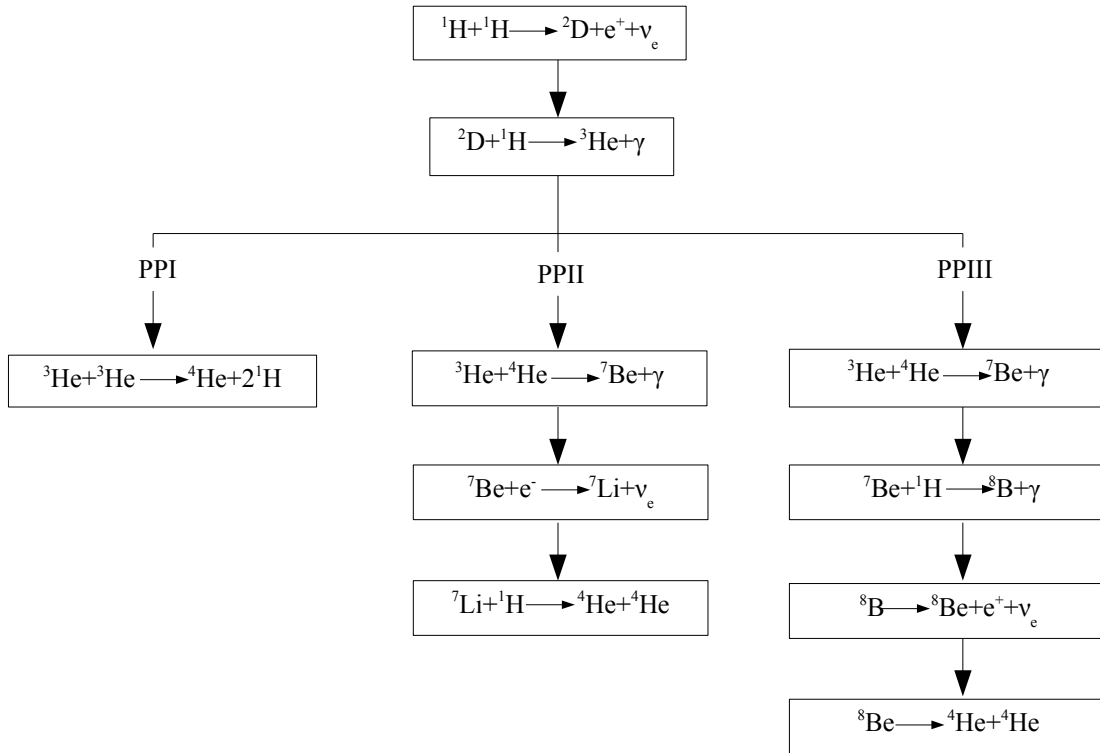 ¹H+¹H⟶²D+e⁺+νₑ
²D+¹H⟶³He+γ
PPI
PPII
PPIII
³He+³He⟶⁴He+2¹H
³He+⁴He⟶⁷Be+γ
³He+⁴He⟶⁷Be+γ
⁷Be+e⁻⟶⁷Li+νₑ
⁷Be+¹H⟶⁸B+γ
⁷Li+¹H⟶⁴He+⁴He
⁸B⟶⁸Be+e⁺+νₑ
⁸Be⟶⁴He+⁴He